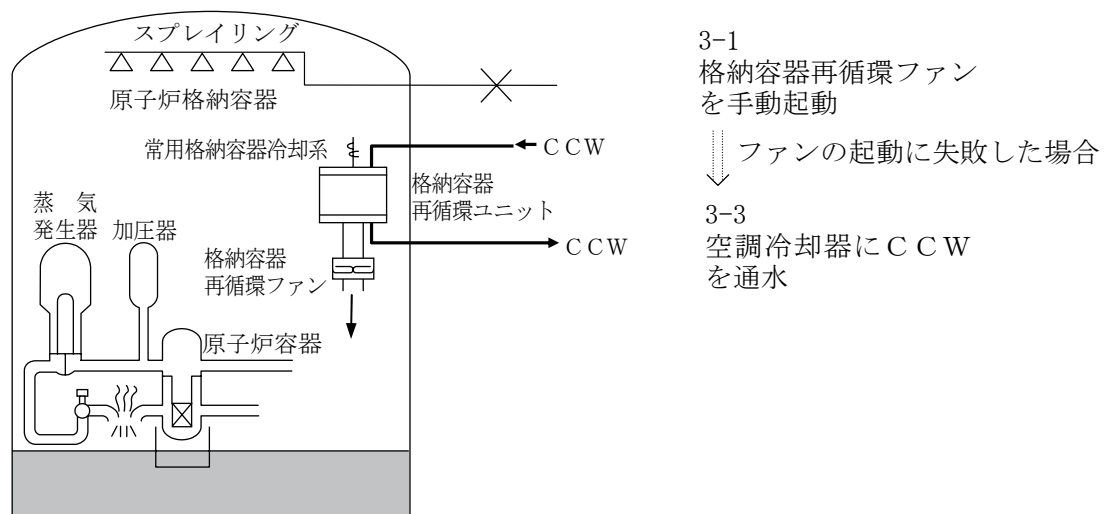 スプレイリング
原子炉格納容器
常用格納容器冷却系
ＣＣＷ
格納容器
再循環ユニット
ＣＣＷ
蒸　気
発生器
加圧器
格納容器
再循環ファン
原子炉容器
3-1
格納容器再循環ファン
を手動起動
ファンの起動に失敗した場合
3-3
空調冷却器にＣＣＷ
を通水